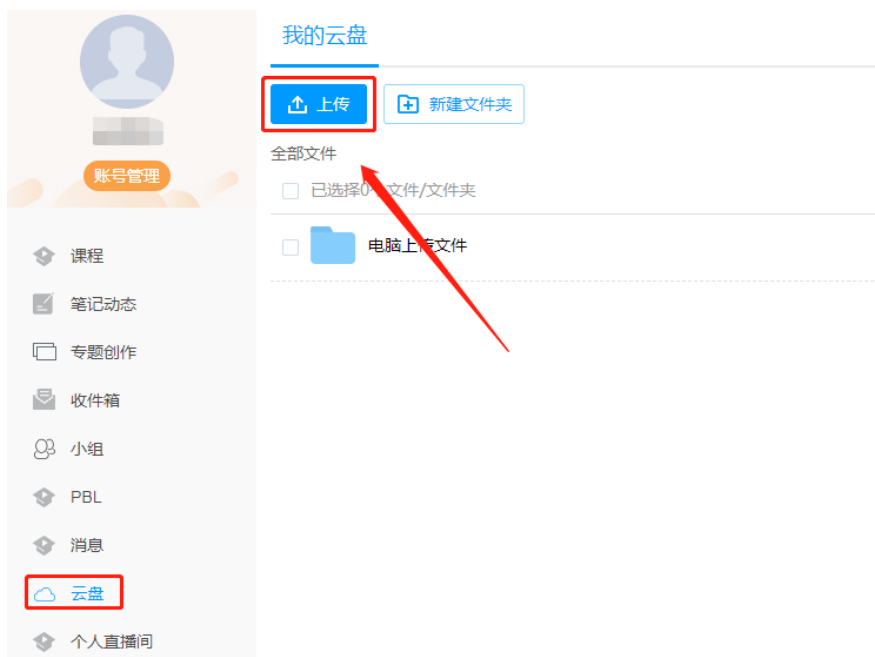 账号管理
课程
笔记动态
专题创作
收件箱
小组
PBL
消息
云盘
个人直播间
我的云盘
上传
新建文件夹
全部文件
已选择0个文件/文件夹
电脑上传文件